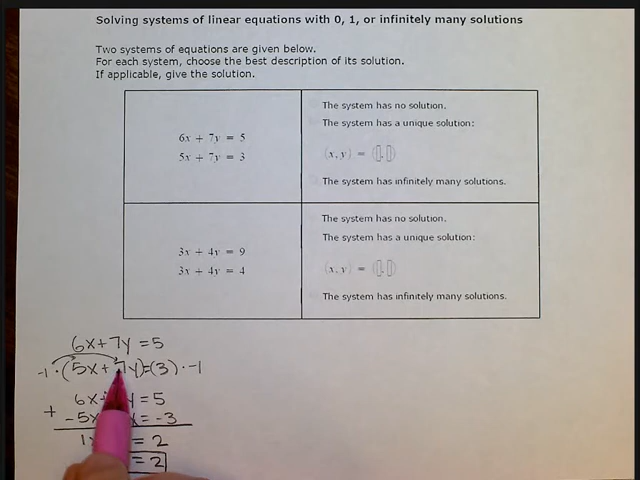 Solving systems of linear equations with 0, 1, or infinitely many solutions
Two systems of equations are given below.
For each system, choose the best description of its solution.
If applicable, give the solution.
6x + 7y = 5
5x + 7y = 3
The system has no solution.
The system has a unique solution:
(x, y) = (▯, ▯)
The system has infinitely many solutions.
3x + 4y = 9
3x + 4y = 4
The system has no solution.
The system has a unique solution:
(x, y) = (▯, ▯)
The system has infinitely many solutions.
6x + 7y = 5
-1 · (5x + 7y) = (3) · -1
6x + y = 5
+ -5x = -3
1x = 2
= 2